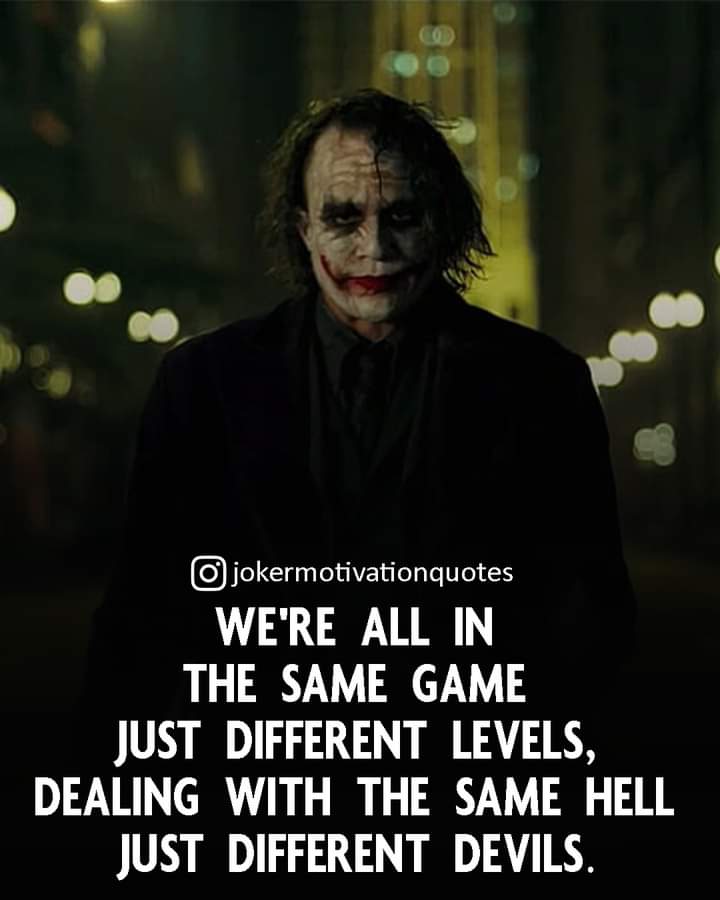 jokermotivationquotes
WE'RE ALL IN
THE SAME GAME
JUST DIFFERENT LEVELS,
DEALING WITH THE SAME HELL
JUST DIFFERENT DEVILS.